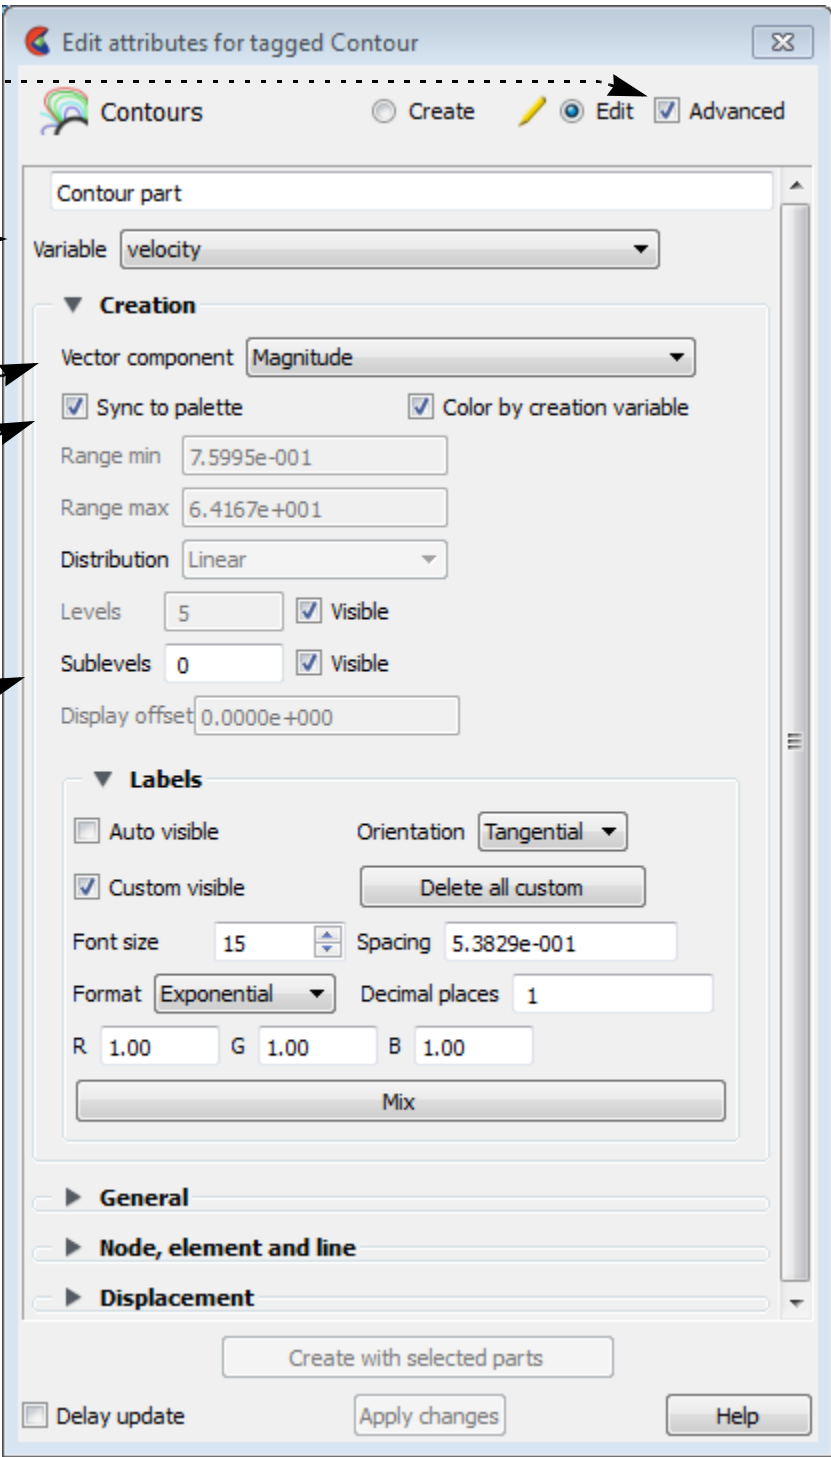 Edit attributes for tagged Contour
Contours Create Edit Advanced
Contour part
Variable velocity
Creation
Vector component Magnitude
Sync to palette Color by creation variable
Range min 7.5995e-001
Range max 6.4167e+001
Distribution Linear
Levels 5 Visible
Sublevels 0 Visible
Display offset 0.0000e+000
Labels
Auto visible Orientation Tangential
Custom visible Delete all custom
Font size 15 Spacing 5.3829e-001
Format Exponential Decimal places 1
R 1.00 G 1.00 B 1.00
Mix
General
Node, element and line
Displacement
Create with selected parts
Delay update Apply changes Help